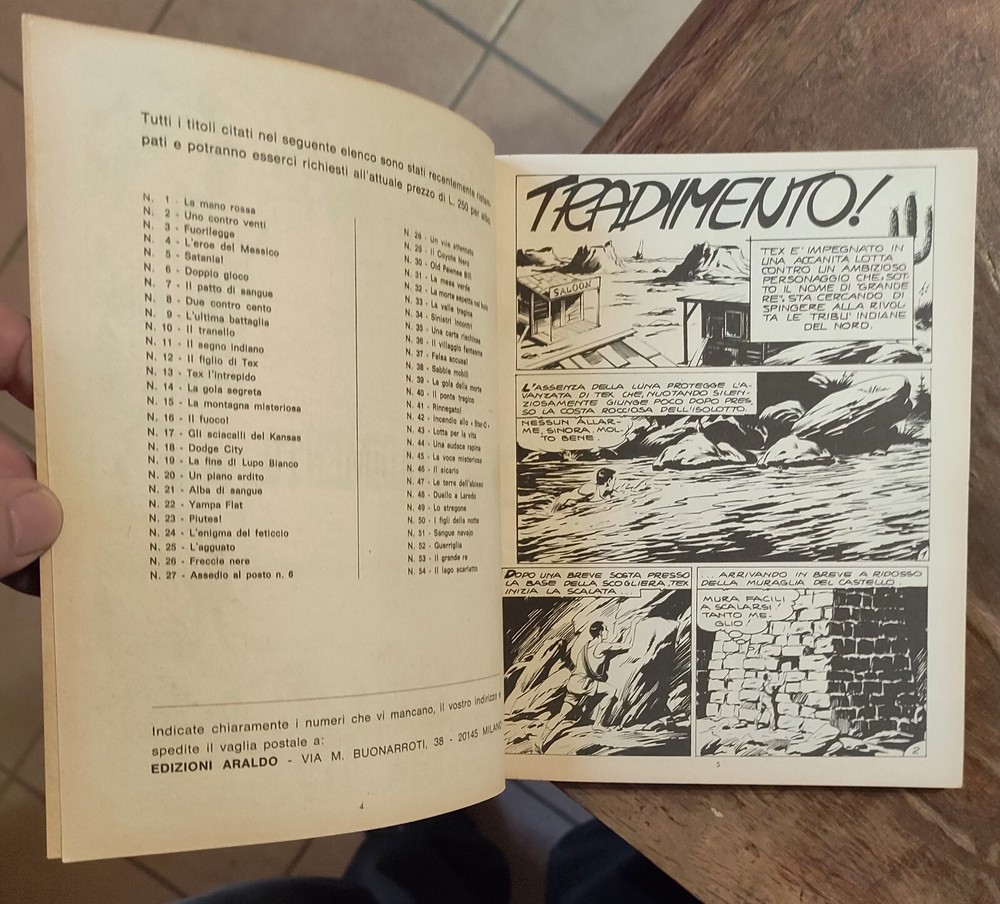 Tutti i titoli citati nel seguente elenco sono stati recentemente ristam-
pati e potranno esserci richiesti all'attuale prezzo di L. 250 per albo
N. 1 - La mano rossa
N. 2 - Uno contro venti
N. 3 - Fuorilegge
N. 4 - L'eroe del Messico
N. 5 - Satania!
N. 6 - Doppio gioco
N. 7 - Il patto di sangue
N. 8 - Due contro cento
N. 9 - L'ultima battaglia
N. 10 - Il tranello
N. 11 - Il segno indiano
N. 12 - Il figlio di Tex
N. 13 - Tex l'intrepido
N. 14 - La gola segreta
N. 15 - La montagna misteriosa
N. 16 - Il fuoco!
N. 17 - Gli sciacalli del Kansas
N. 18 - Dodge City
N. 19 - La fine di Lupo Bianco
N. 20 - Un piano ardito
N. 21 - Alba di sangue
N. 22 - Yampa Flat
N. 23 - Piutes!
N. 24 - L'enigma del feticcio
N. 25 - L'agguato
N. 26 - Freccie nere
N. 27 - Assedio al posto n. 6
N. 28 - Un vile attentato
N. 29 - Il Coyote Nero
N. 30 - Old Pawnee Bill
N. 31 - La mesa verde
N. 32 - La morte aspetta nel buio
N. 33 - La valle tragica
N. 34 - Sinistri incontri
N. 35 - Una carta rischiosa
N. 36 - Il villaggio fantasma
N. 37 - False accuse!
N. 38 - Sabbie mobili
N. 39 - La gola della morte
N. 40 - Il ponte tragico
N. 41 - Rinnegato!
N. 42 - Incendio allo «Star-O»
N. 43 - Lotta per la vita
N. 44 - Una audace rapina
N. 45 - La voce misteriosa
N. 46 - Il sicario
N. 47 - Le terre dell'abisso
N. 48 - Duello a Laredo
N. 49 - Lo stregone
N. 50 - I figli della notte
N. 51 - Sangue navajo
N. 52 - Guerriglia
N. 53 - Il grande re
N. 54 - Il lago scarlatto
Indicate chiaramente i numeri che vi mancano, il vostro indirizzo e
spedite il vaglia postale a:
EDIZIONI ARALDO - VIA M. BUONARROTI, 38 - 20145 MILANO
4
TRADIMENTO!
SALOON
TEX E' IMPEGNATO IN
UNA ACCANITA LOTTA
CONTRO UN AMBIZIOSO
PERSONAGGIO CHE, SOT-
TO IL NOME DI "GRANDE
RE", STA CERCANDO DI
SPINGERE ALLA RIVOL
TA LE TRIBU' INDIANE
DEL NORD.
L'ASSENZA DELLA LUNA PROTEGGE L'A-
VANZATA DI TEX CHE, NUOTANDO SILEN-
ZIOSAMENTE GIUNGE POCO DOPO PRES
SO LA COSTA ROCCIOSA DELL'ISOLOTTO.
NESSUN ALLAR-
ME, SINORA. MOL
TO BENE.
1
DOPO UNA BREVE SOSTA PRESSO
LA BASE DELLA SCOGLIERA, TEX
INIZIA LA SCALATA...
...ARRIVANDO IN BREVE A RIDOSSO
DELLA MURAGLIA DEL CASTELLO.
MURA FACILI
A SCALARSI!
TANTO ME-
GLIO!
2
5